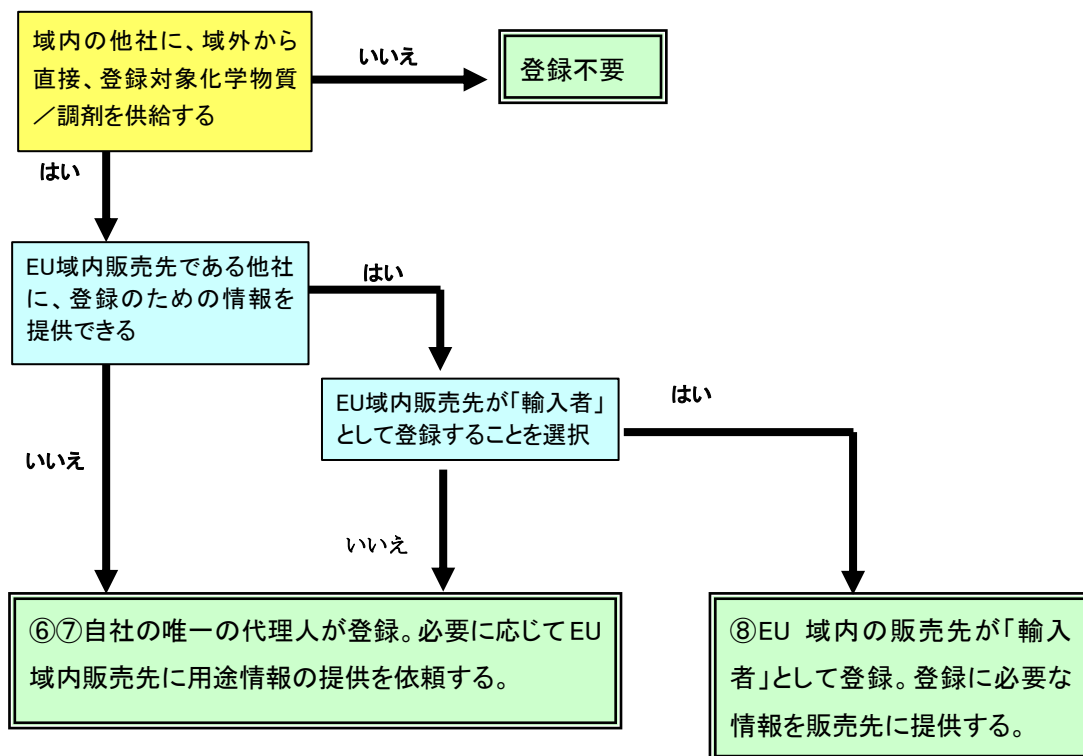 域内の他社に、域外から
直接、登録対象化学物質
／調剤を供給する
いいえ
登録不要
はい
EU域内販売先である他社
に、登録のための情報を
提供できる
はい
EU域内販売先が「輸入者」
として登録することを選択
はい
いいえ
いいえ
⑥⑦自社の唯一の代理人が登録。必要に応じてEU
域内販売先に用途情報の提供を依頼する。
⑧EU 域内の販売先が「輸入
者」として登録。登録に必要な
情報を販売先に提供する。